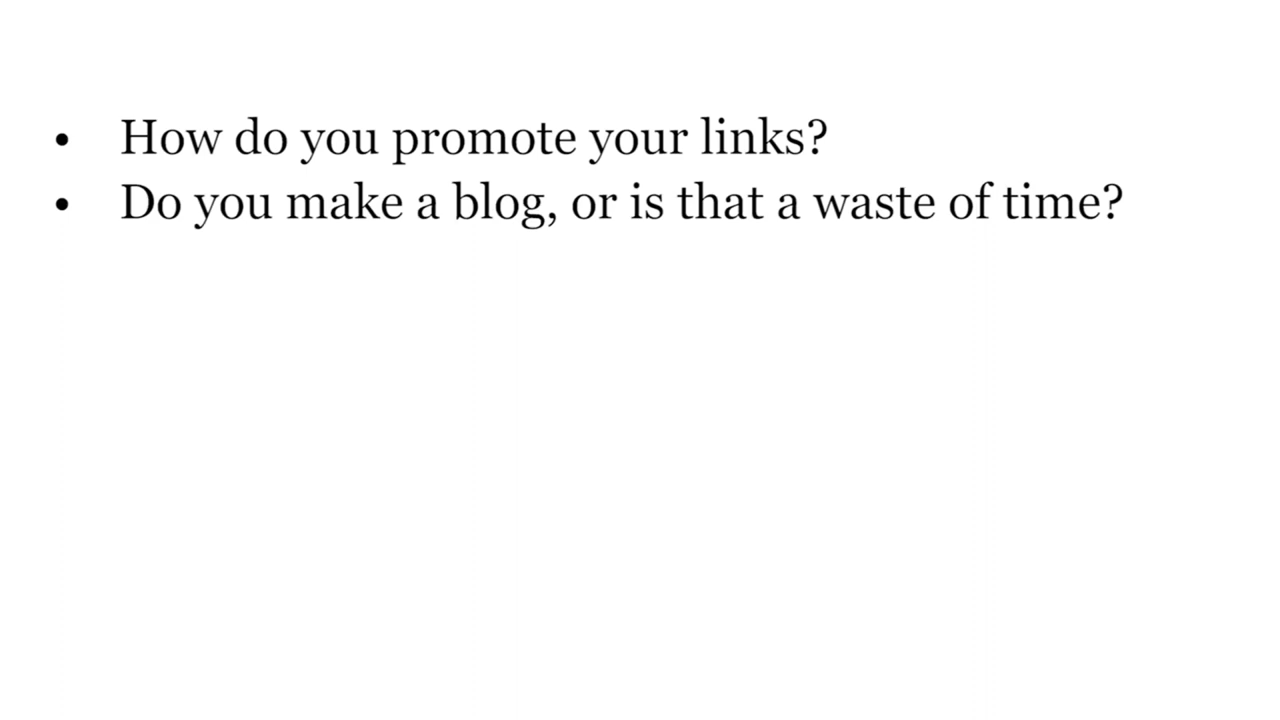 • How do you promote your links?
• Do you make a blog, or is that a waste of time?